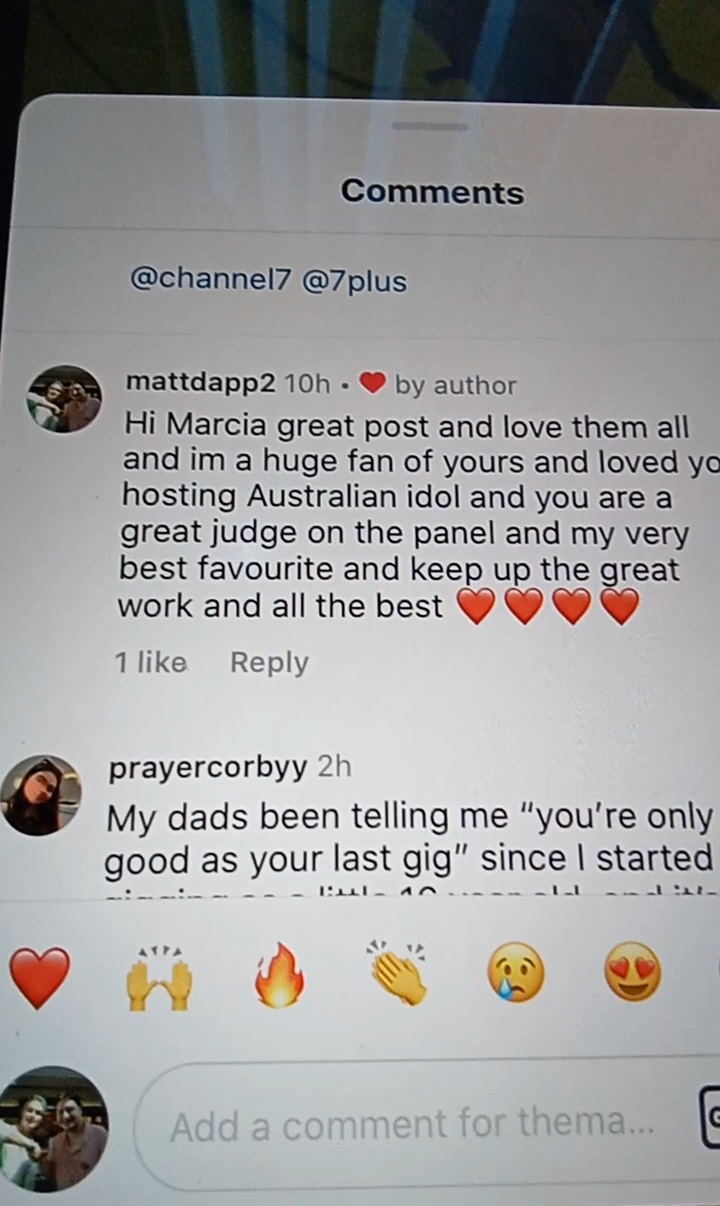 Comments
@channel7 @7plus
mattdapp2 10h • ❤️ by author
Hi Marcia great post and love them all
and im a huge fan of yours and loved yo
hosting Australian idol and you are a
great judge on the panel and my very
best favourite and keep up the great
work and all the best ❤️❤️❤️❤️
1 like Reply
prayercorbyy 2h
My dads been telling me “you’re only
good as your last gig” since I started
Add a comment for thema...